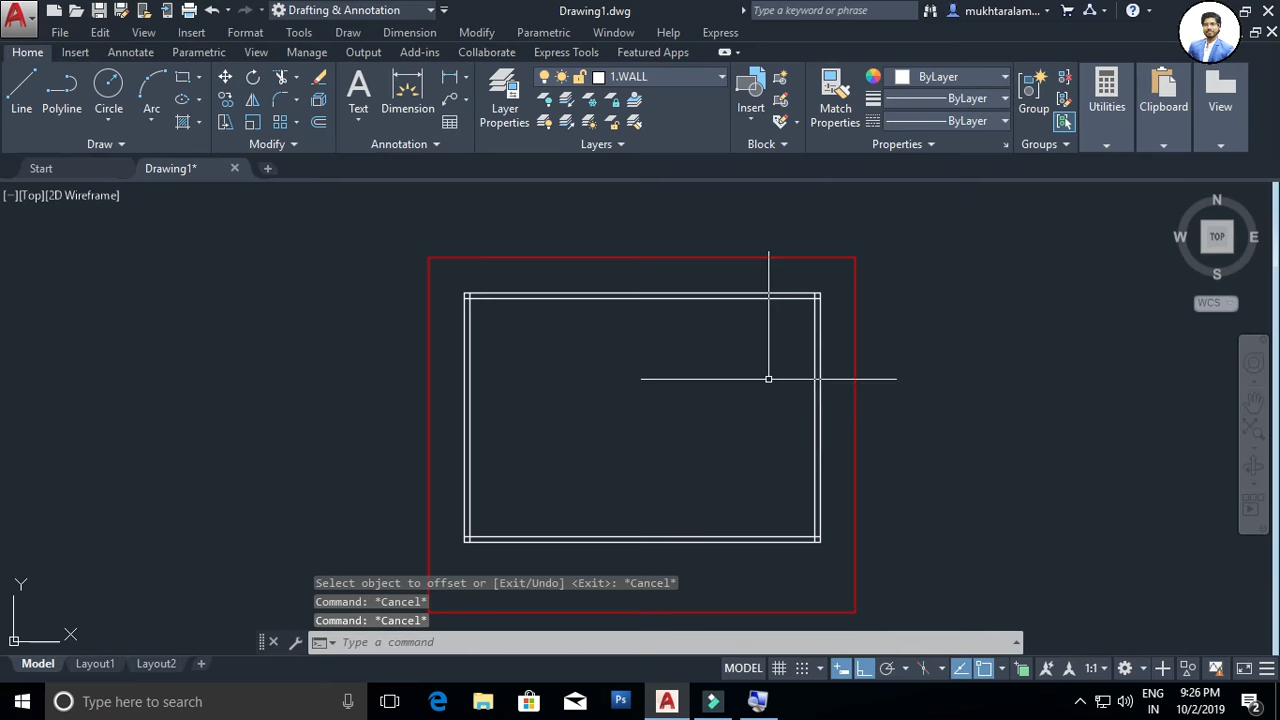 Drafting & Annotation
Drawing1.dwg
Type a keyword or phrase
mukhtaralam...
File Edit View Insert Format Tools Draw Dimension Modify Parametric Window Help Express
Home Insert Annotate Parametric View Manage Output Add-ins Collaborate Express Tools Featured Apps
1.WALL
ByLayer
ByLayer
ByLayer
Line Polyline Circle Arc
Text Dimension
Layer Properties
Insert
Match Properties
Group
Utilities Clipboard View
Draw Modify Annotation Layers Block Properties Groups
Start Drawing1*
[−][Top][2D Wireframe]
N
W TOP E
S
WCS
Select object to offset or [Exit/Undo] <Exit>: *Cancel*
Command: *Cancel*
Command: *Cancel*
Y
X
Type a command
Model Layout1 Layout2 +
MODEL 1:1
Type here to search
Ps
ENG
IN
9:26 PM
10/2/2019
2